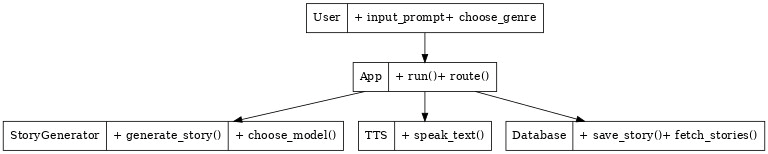 User + input_prompt+ choose_genre
App + run()+ route()
StoryGenerator + generate_story() + choose_model() TTS + speak_text() Database + save_story()+ fetch_stories()